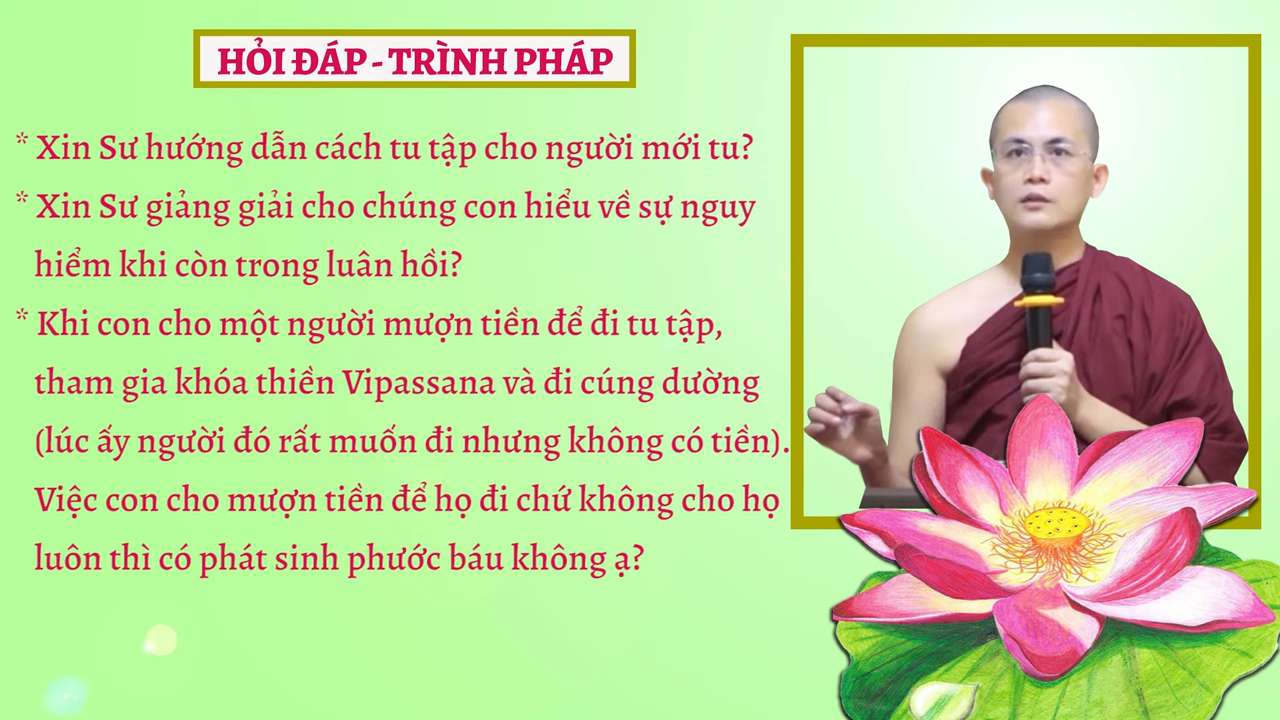 HỎI ĐÁP - TRÌNH PHÁP
* Xin Sư hướng dẫn cách tu tập cho người mới tu?
* Xin Sư giảng giải cho chúng con hiểu về sự nguy
hiểm khi còn trong luân hồi?
* Khi con cho một người mượn tiền để đi tu tập,
tham gia khóa thiền Vipassana và đi cúng dường
(lúc ấy người đó rất muốn đi nhưng không có tiền).
Việc con cho mượn tiền để họ đi chứ không cho họ
luôn thì có phát sinh phước báu không ạ?